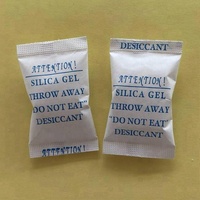 ATTENTION!
SILICA GEL
THROW AWAY
"DO NOT EAT"
DESICCANT
DESICCANT
ATTENTION!
SILICA GEL
THROW AWAY
"DO NOT EAT"
DESICCANT